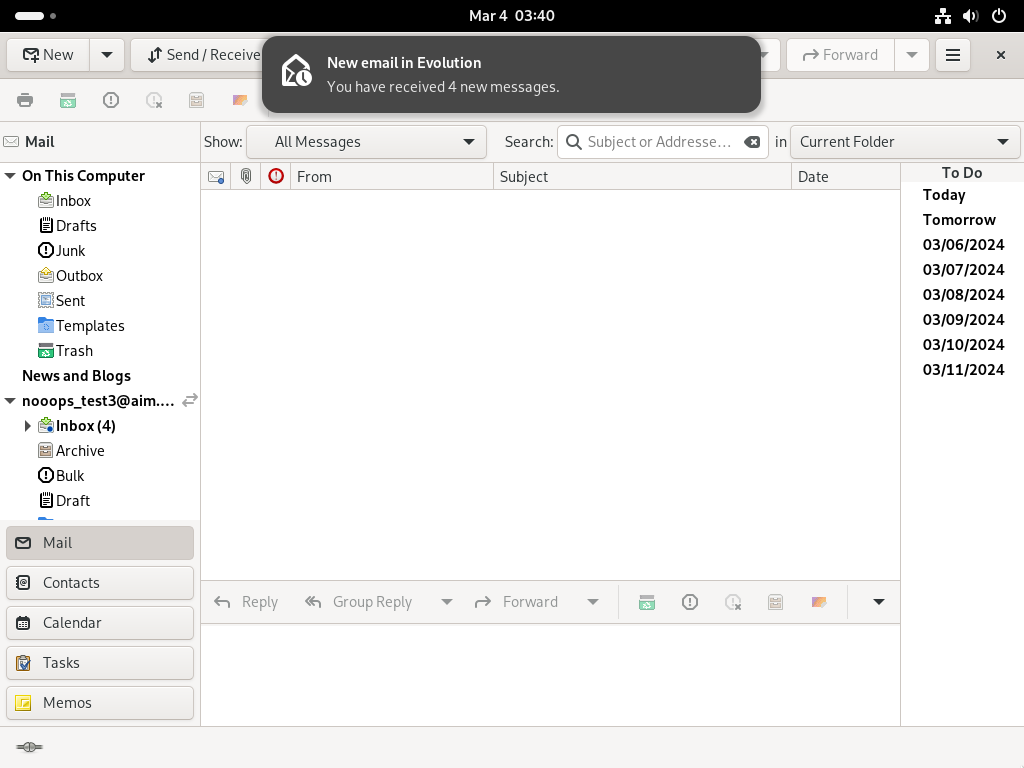 Mar 4 03:40
New
Send / Receive
Forward
New email in Evolution
You have received 4 new messages.
Mail
Show:
All Messages
Search:
Subject or Addresse…
in
Current Folder
From
Subject
Date
To Do
On This Computer
Inbox
Drafts
Junk
Outbox
Sent
Templates
Trash
News and Blogs
nooops_test3@aim.…
Inbox (4)
Archive
Bulk
Draft
Today
Tomorrow
03/06/2024
03/07/2024
03/08/2024
03/09/2024
03/10/2024
03/11/2024
Mail
Contacts
Calendar
Tasks
Memos
Reply
Group Reply
Forward